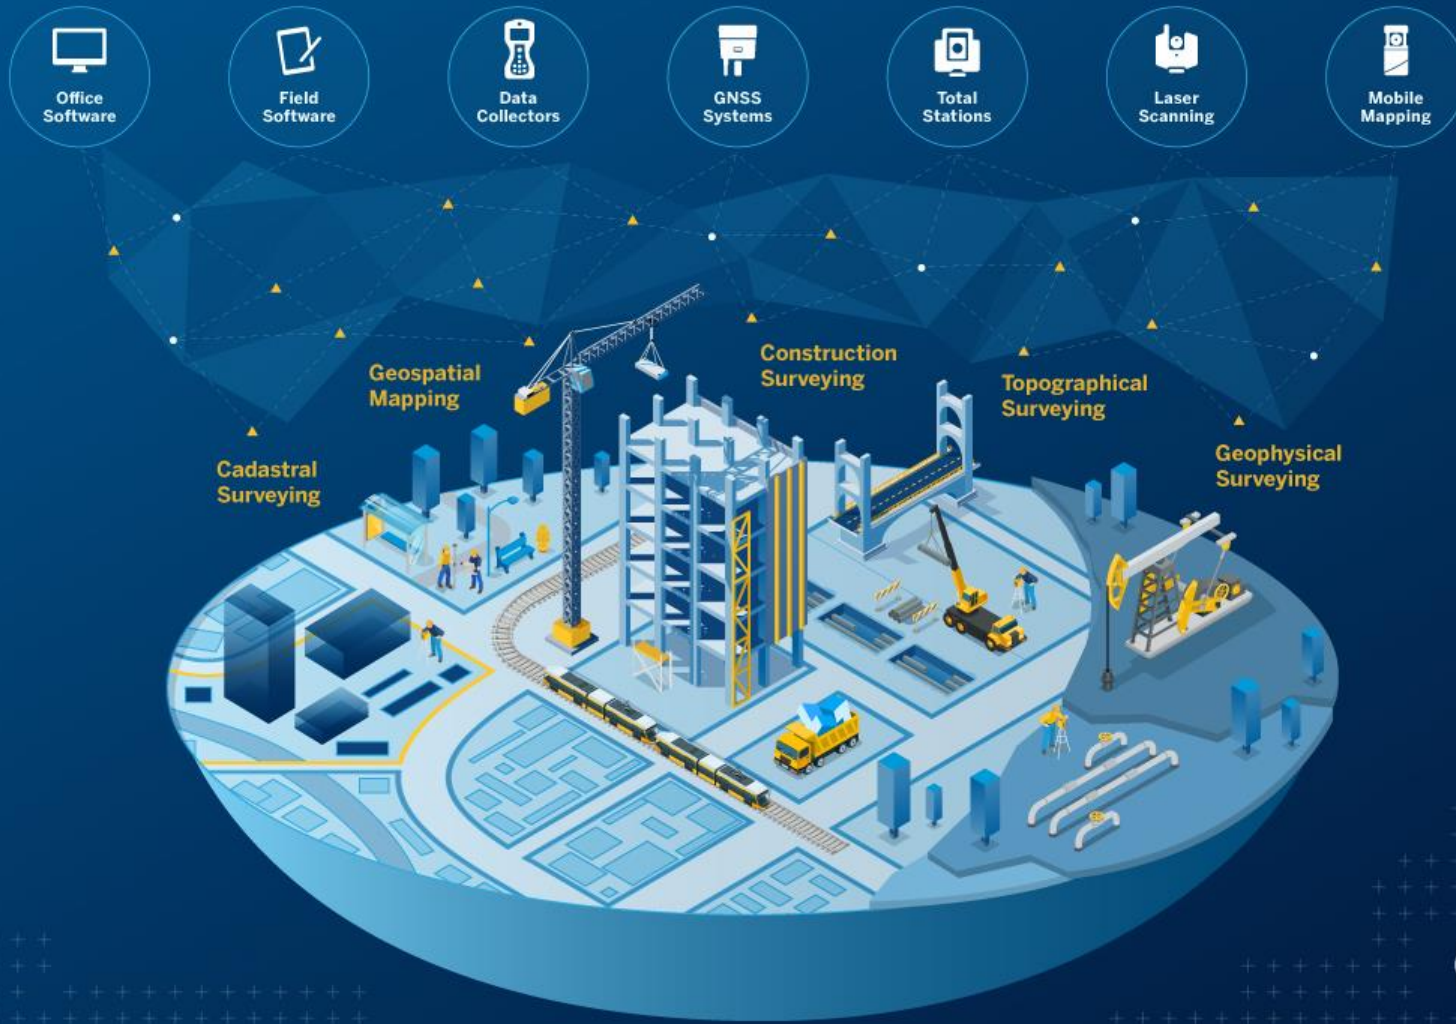 Office
Software
Field
Software
Data
Collectors
GNSS
Systems
Total
Stations
Laser
Scanning
Mobile
Mapping
Geospatial
Mapping
Construction
Surveying
Topographical
Surveying
Cadastral
Surveying
Geophysical
Surveying